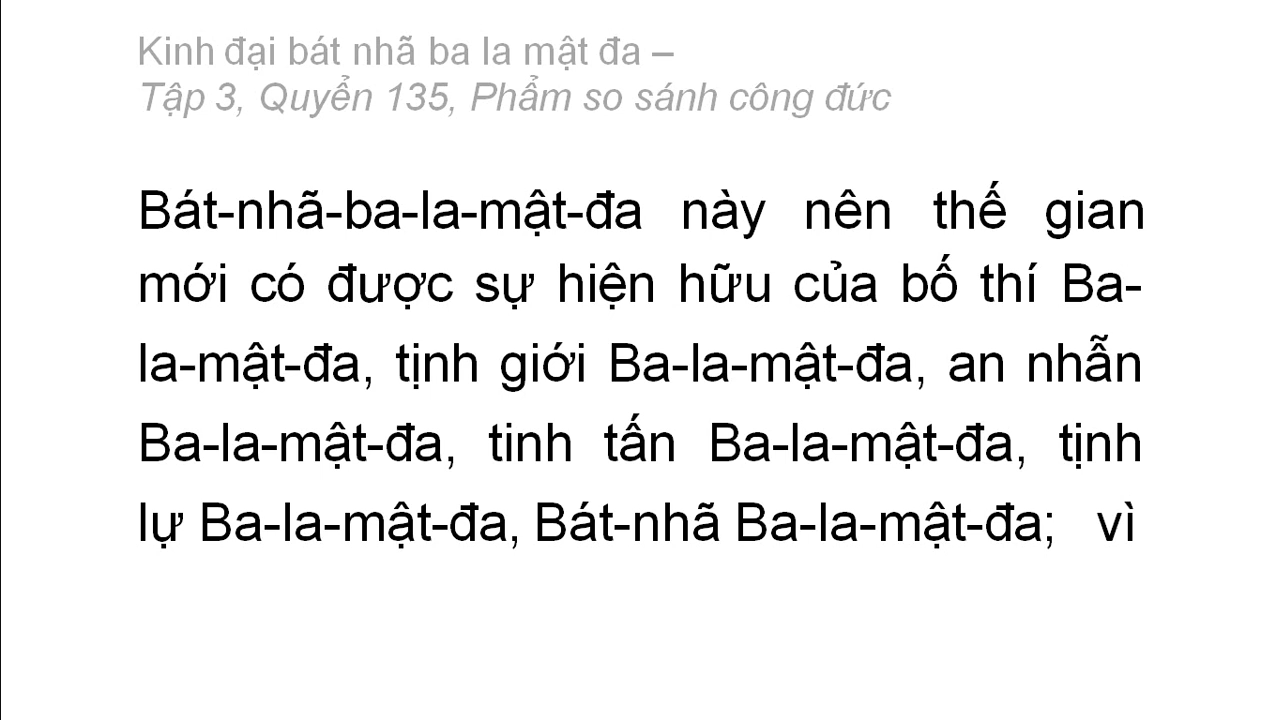 Kinh đại bát nhã ba la mật đa –
Tập 3, Quyển 135, Phẩm so sánh công đức
Bát-nhã-ba-la-mật-đa này nên thế gian
mới có được sự hiện hữu của bố thí Ba-
la-mật-đa, tịnh giới Ba-la-mật-đa, an nhẫn
Ba-la-mật-đa, tinh tấn Ba-la-mật-đa, tịnh
lự Ba-la-mật-đa, Bát-nhã Ba-la-mật-đa; vì